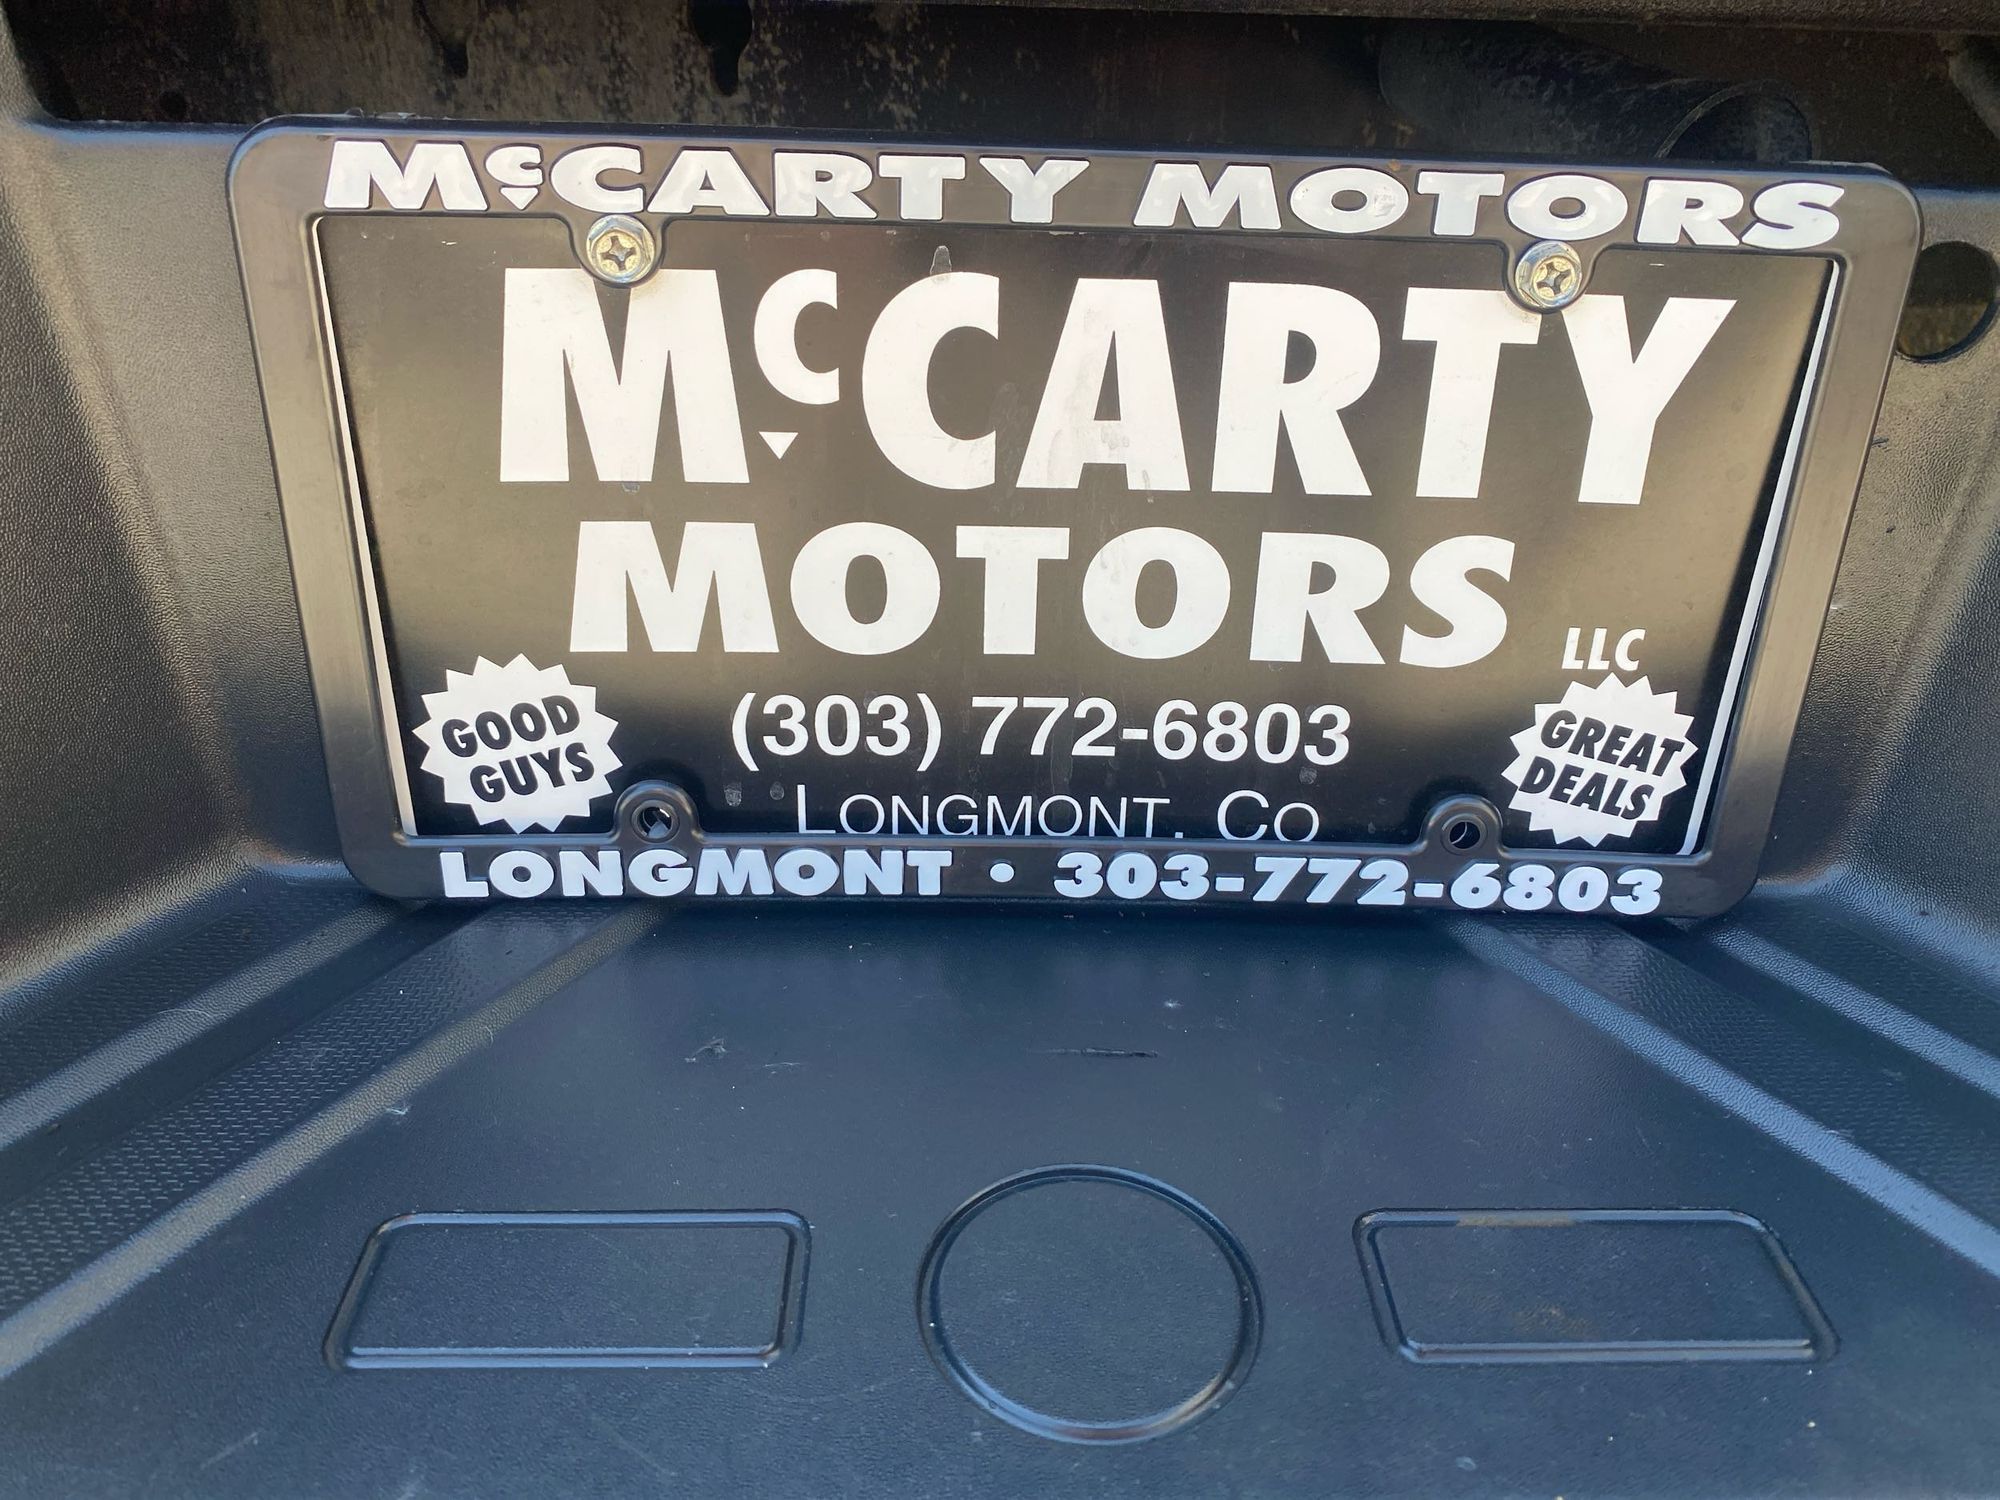 McCARTY MOTORS
McCARTY
MOTORS LLC
GOOD
GUYS
(303) 772-6803
GREAT
DEALS
LONGMONT, CO
LONGMONT • 303-772-6803